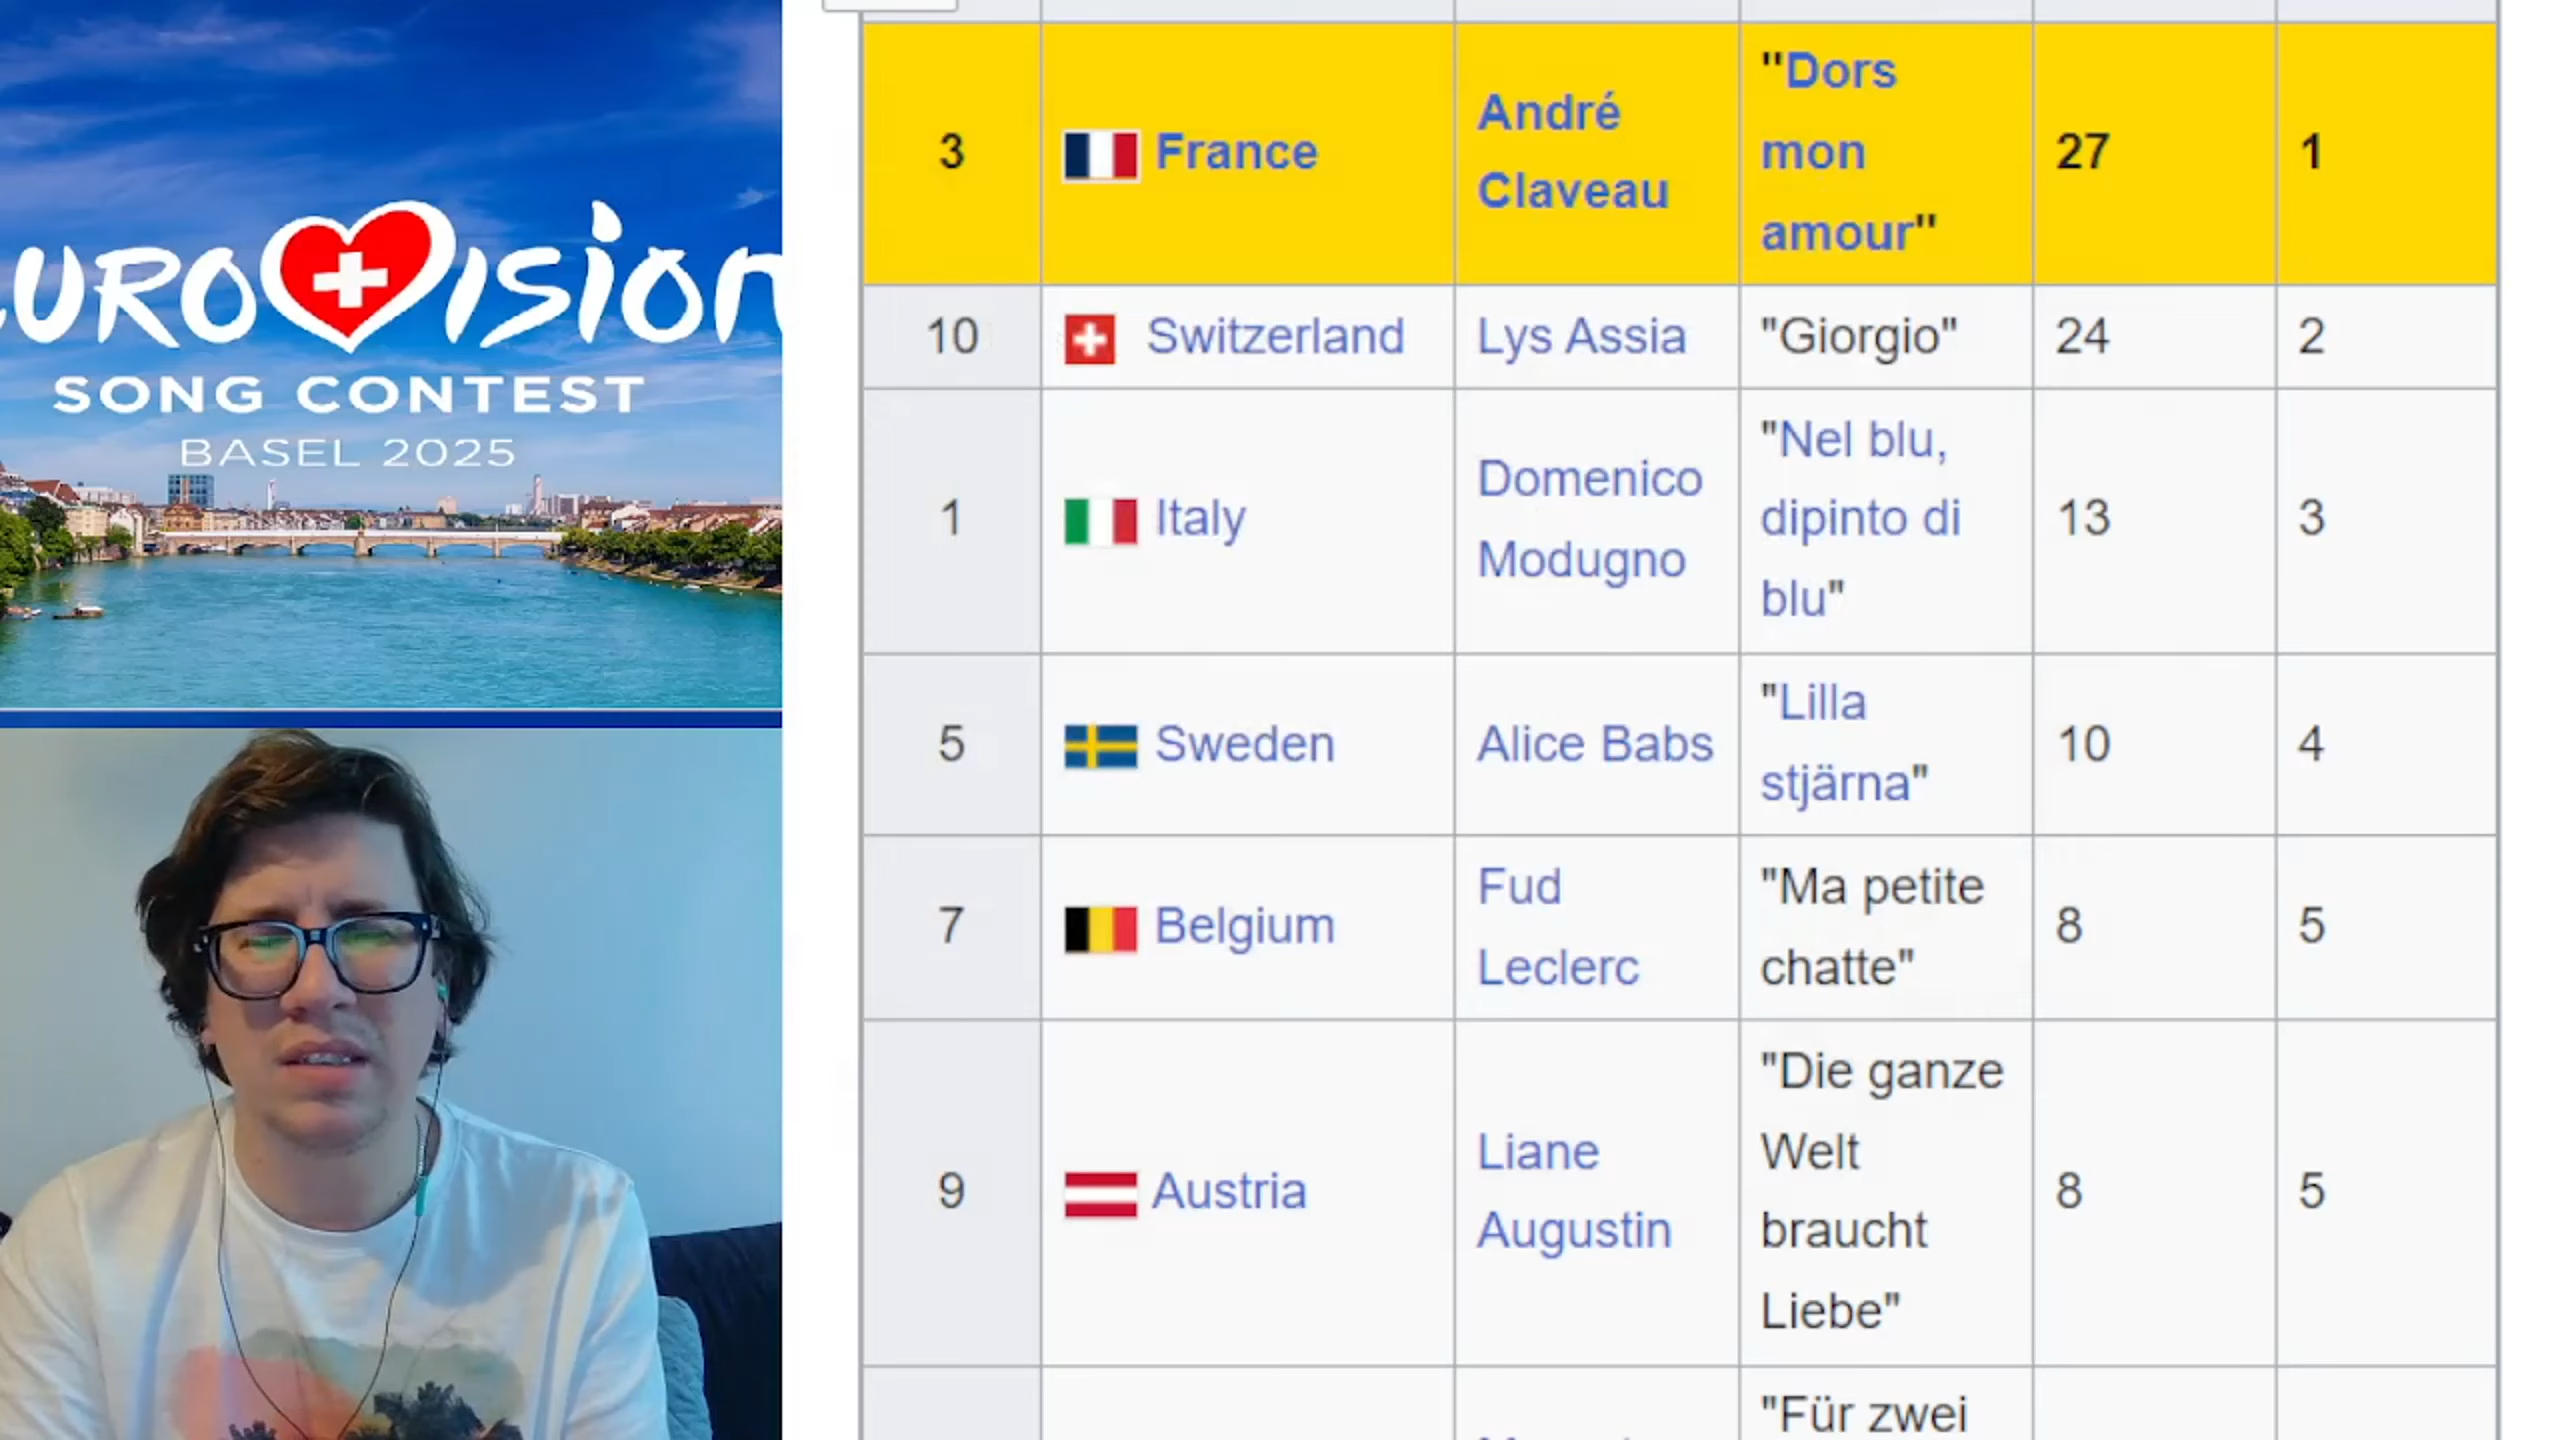 EUROVISION
SONG CONTEST
BASEL 2025
3 France André Claveau "Dors mon amour" 27 1
10 Switzerland Lys Assia "Giorgio" 24 2
1 Italy Domenico Modugno "Nel blu, dipinto di blu" 13 3
5 Sweden Alice Babs "Lilla stjärna" 10 4
7 Belgium Fud Leclerc "Ma petite chatte" 8 5
9 Austria Liane Augustin "Die ganze Welt braucht Liebe" 8 5
"Für zwei